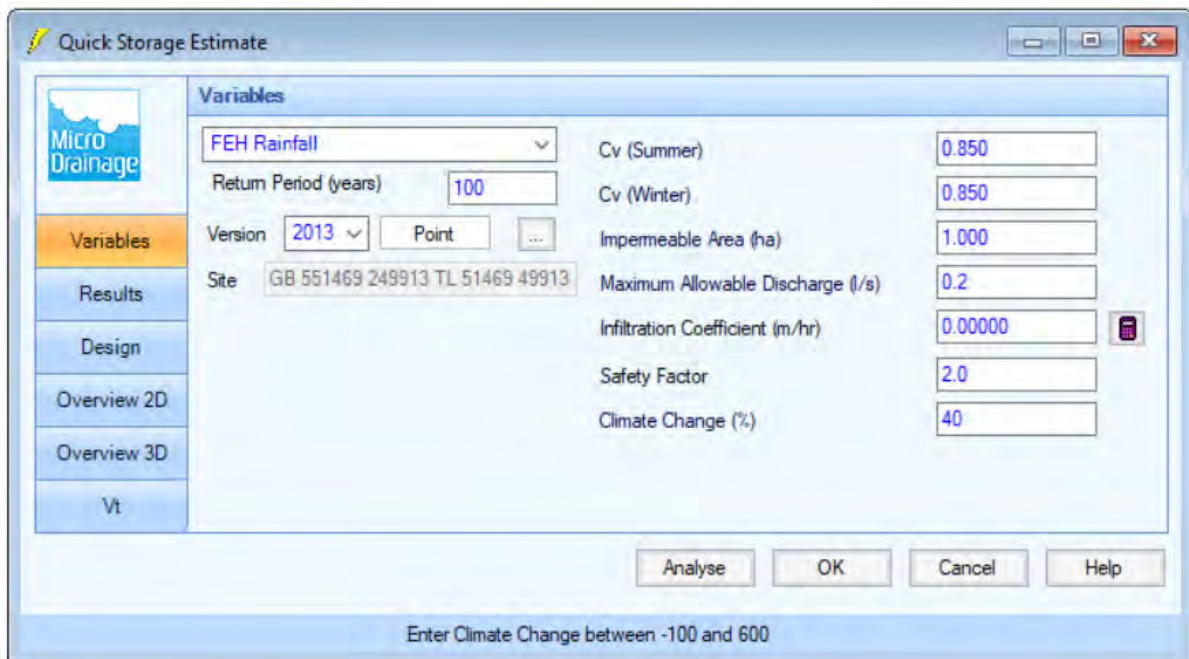 Quick Storage Estimate
Micro
Drainage
Variables
Results
Design
Overview 2D
Overview 3D
Vt
Variables
FEH Rainfall
Return Period (years) 100
Version 2013 Point ...
Site GB 551469 249913 TL 51469 49913
Cv (Summer) 0.850
Cv (Winter) 0.850
Impermeable Area (ha) 1.000
Maximum Allowable Discharge (l/s) 0.2
Infiltration Coefficient (m/hr) 0.00000
Safety Factor 2.0
Climate Change (%) 40
Analyse OK Cancel Help
Enter Climate Change between -100 and 600